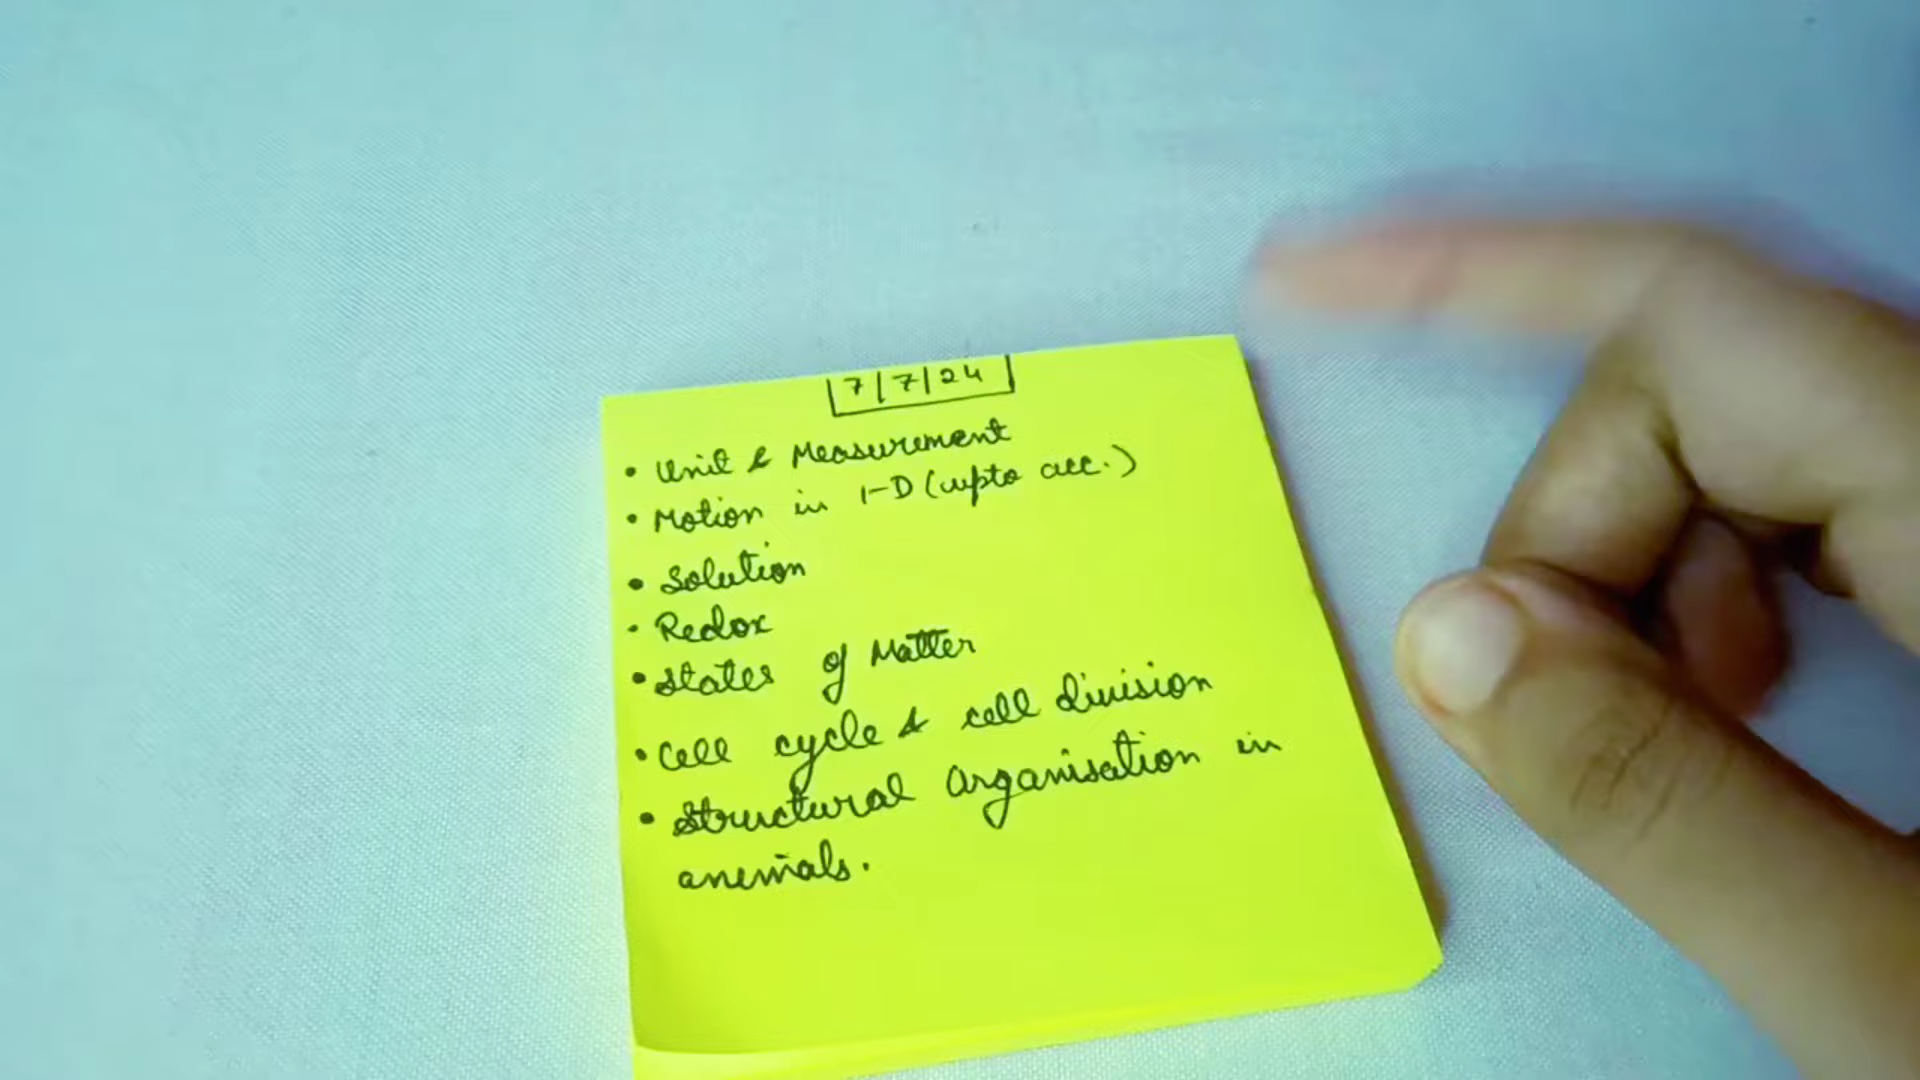 7/7/24
• Unit & Measurement
• Motion in 1-D (upto acc.)
• Solution
• Redox
• States of Matter
• Cell cycle & cell division
• Structural Organisation in
animals.